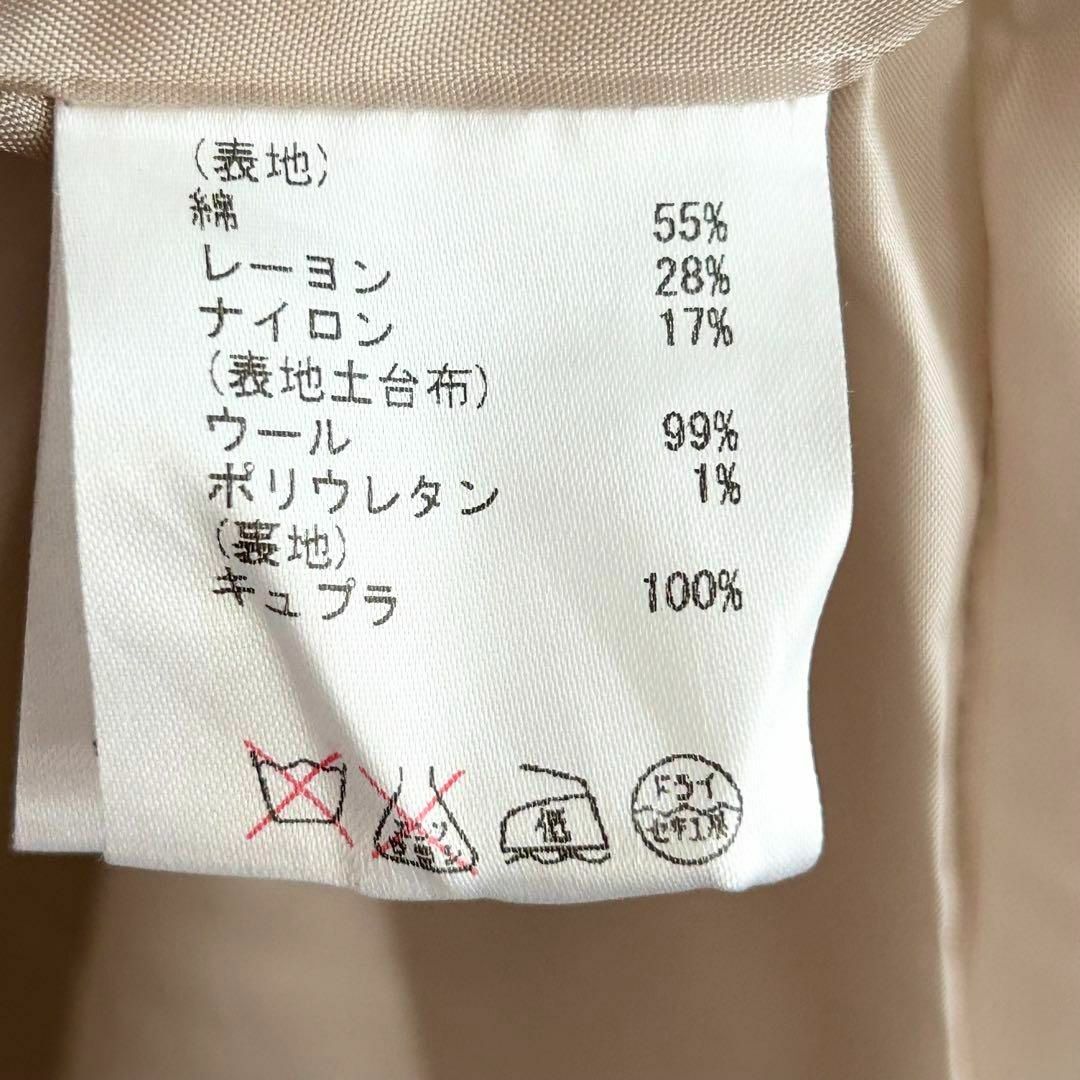 (表地)
綿 55%
レーヨン 28%
ナイロン 17%
(表地土台布)
ウール 99%
ポリウレタン 1%
(裏地)
キュプラ 100%
低
ドライ
セキユ系